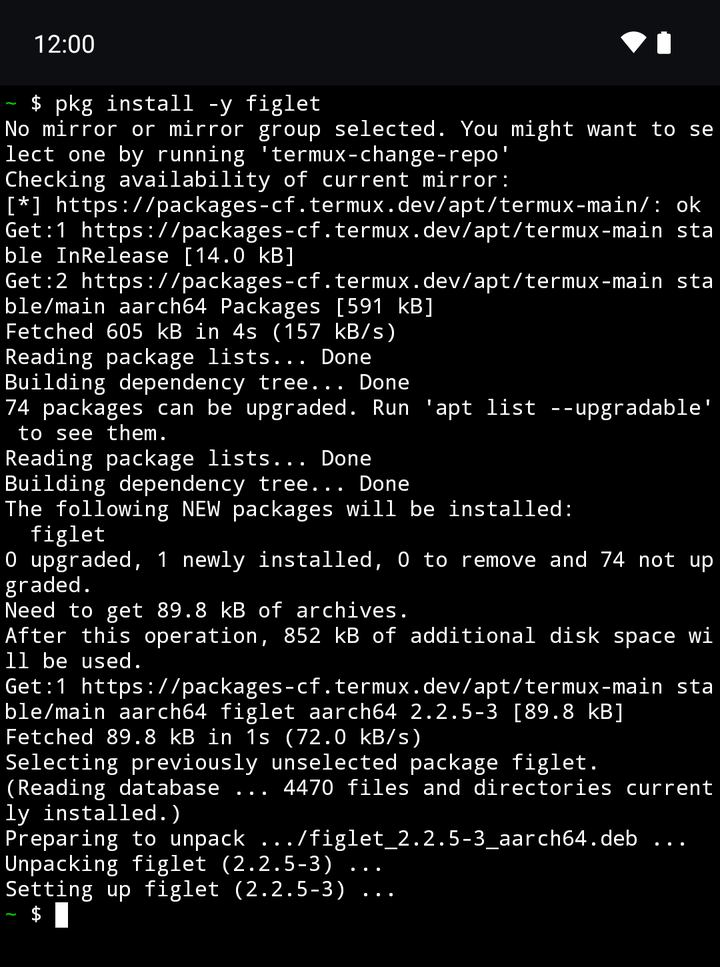 12:00
~ $ pkg install -y figlet
No mirror or mirror group selected. You might want to se
lect one by running 'termux-change-repo'
Checking availability of current mirror:
[*] https://packages-cf.termux.dev/apt/termux-main/: ok
Get:1 https://packages-cf.termux.dev/apt/termux-main sta
ble InRelease [14.0 kB]
Get:2 https://packages-cf.termux.dev/apt/termux-main sta
ble/main aarch64 Packages [591 kB]
Fetched 605 kB in 4s (157 kB/s)
Reading package lists... Done
Building dependency tree... Done
74 packages can be upgraded. Run 'apt list --upgradable'
 to see them.
Reading package lists... Done
Building dependency tree... Done
The following NEW packages will be installed:
  figlet
0 upgraded, 1 newly installed, 0 to remove and 74 not up
graded.
Need to get 89.8 kB of archives.
After this operation, 852 kB of additional disk space wi
ll be used.
Get:1 https://packages-cf.termux.dev/apt/termux-main sta
ble/main aarch64 figlet aarch64 2.2.5-3 [89.8 kB]
Fetched 89.8 kB in 1s (72.0 kB/s)
Selecting previously unselected package figlet.
(Reading database ... 4470 files and directories current
ly installed.)
Preparing to unpack .../figlet_2.2.5-3_aarch64.deb ...
Unpacking figlet (2.2.5-3) ...
Setting up figlet (2.2.5-3) ...
~ $